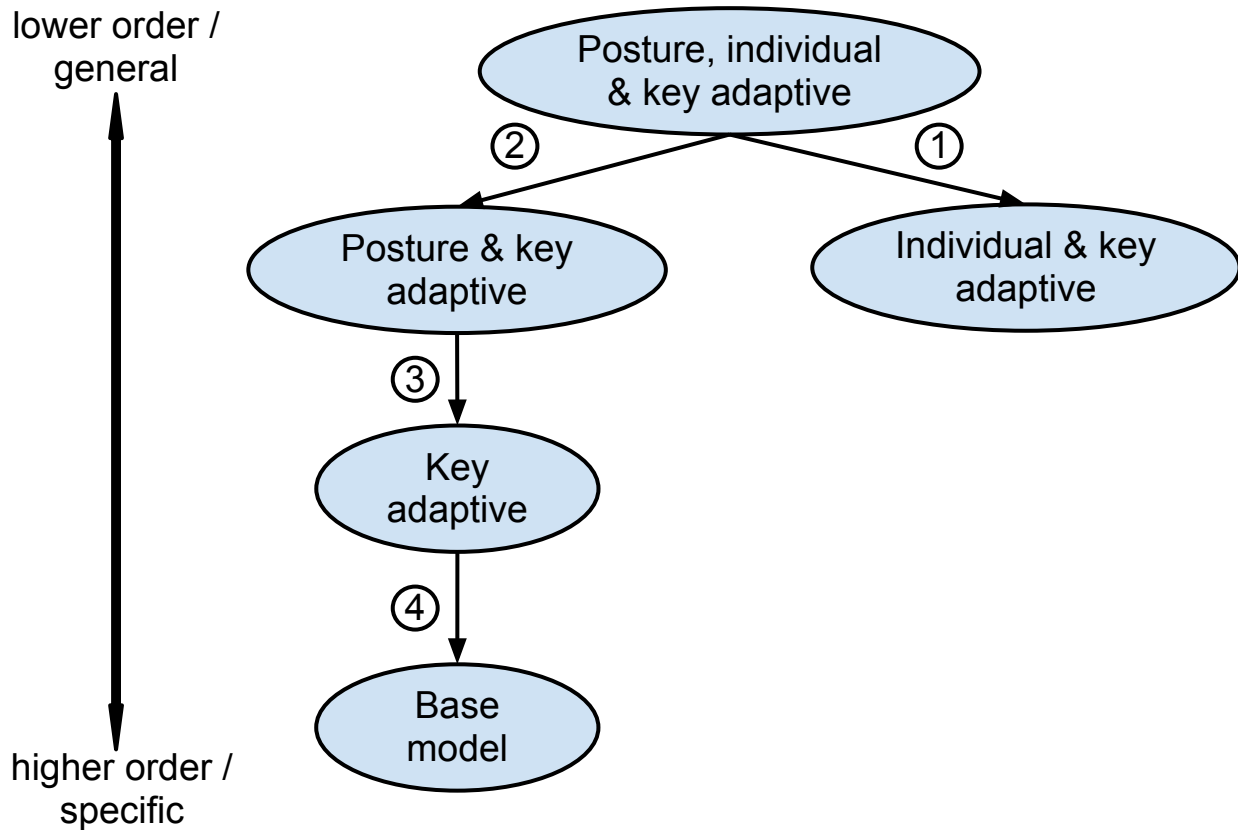 lower order /
general
Posture, individual
& key adaptive
2
1
Posture & key
adaptive
Individual & key
adaptive
3
Key
adaptive
4
Base
model
higher order /
specific